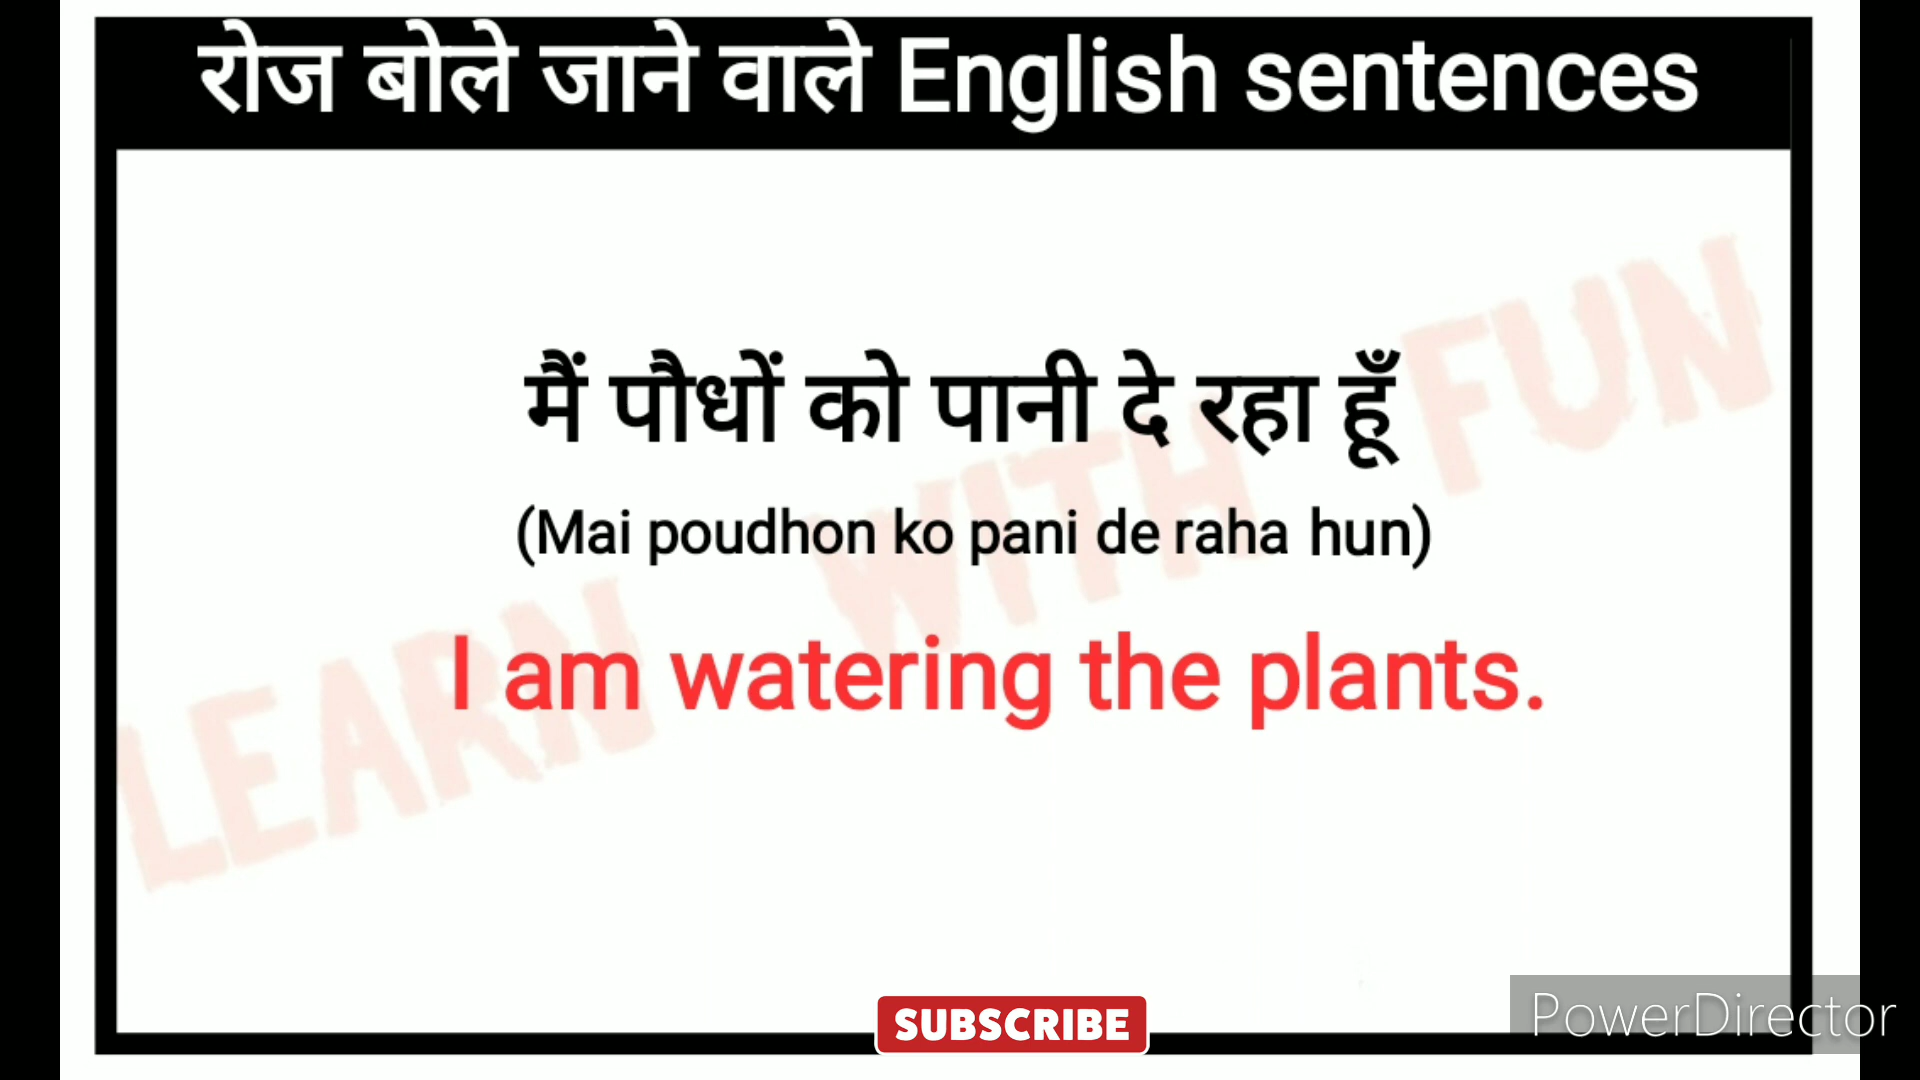 रोज बोले जाने वाले English sentences
मैं पौधों को पानी दे रहा हूँ
(Mai poudhon ko pani de raha hun)
I am watering the plants.
LEARN WITH FUN
SUBSCRIBE
PowerDirector